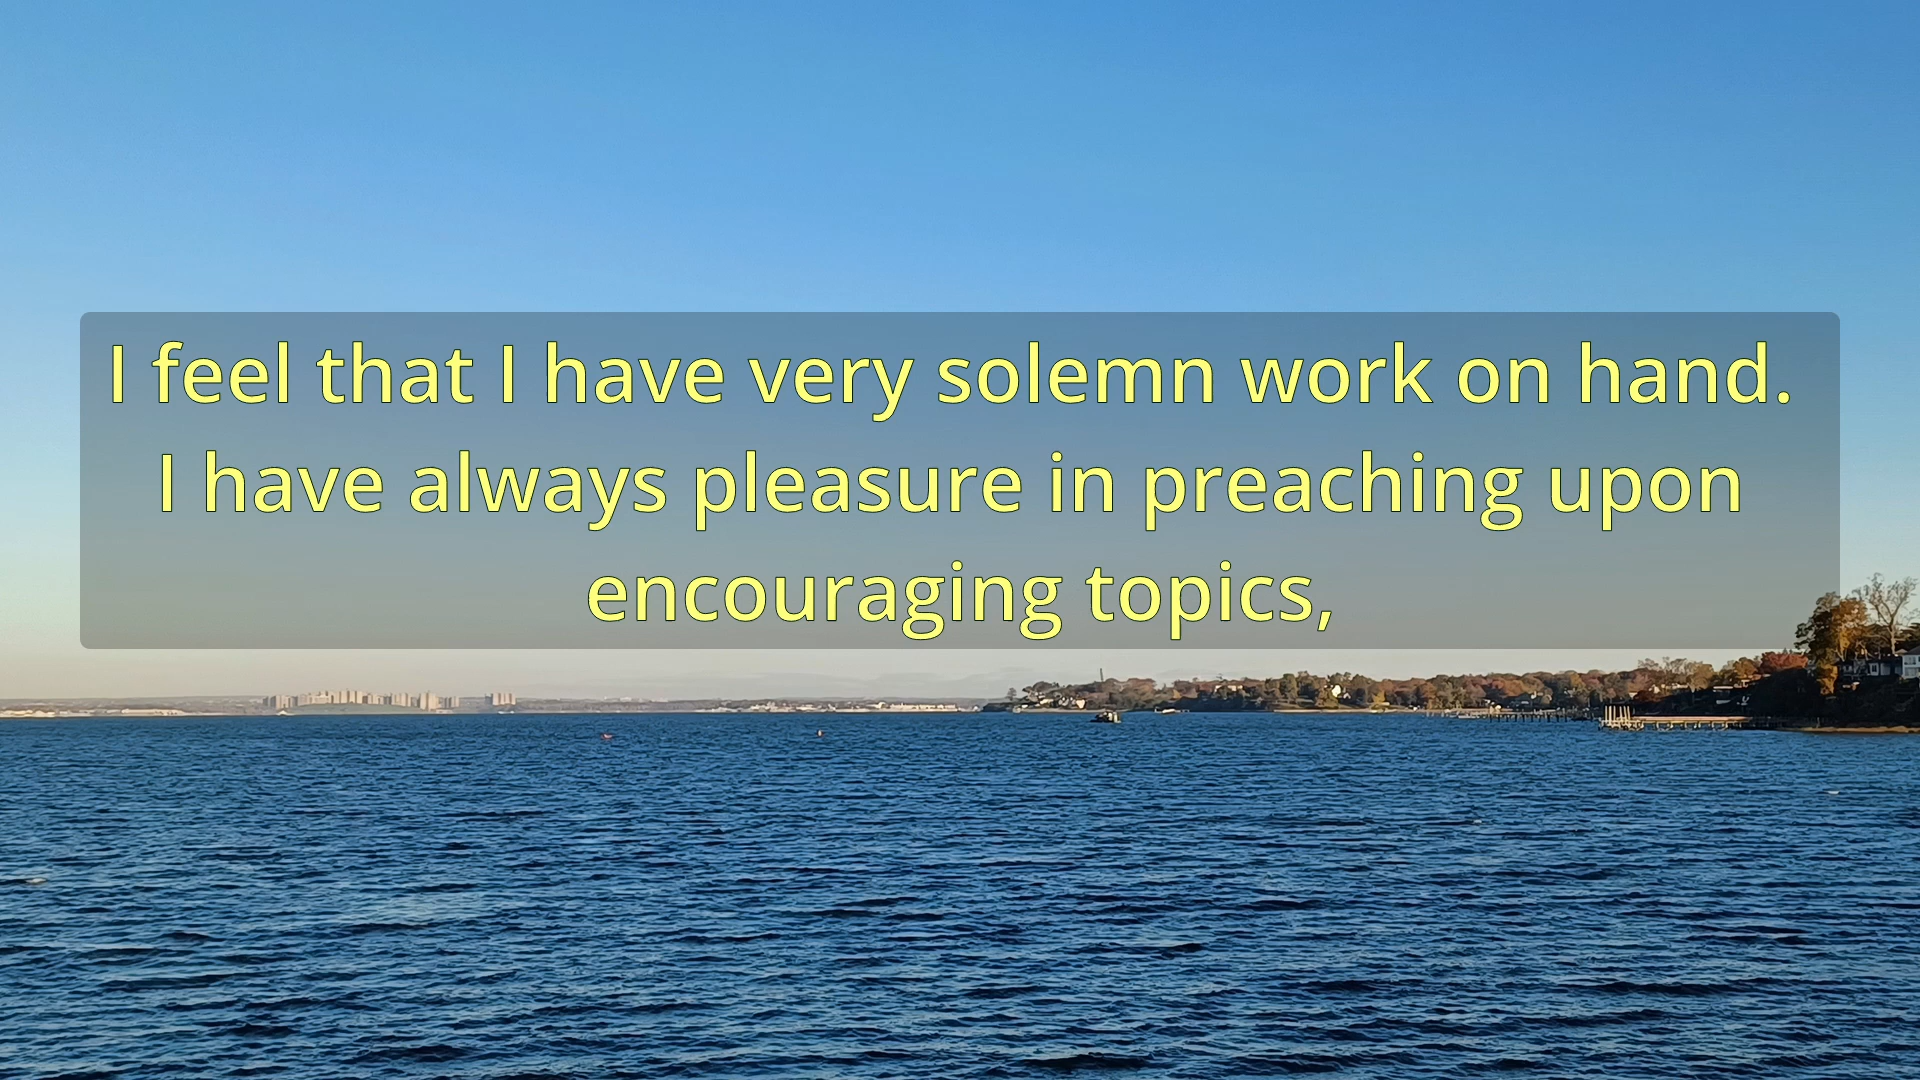 I feel that I have very solemn work on hand.
I have always pleasure in preaching upon
encouraging topics,